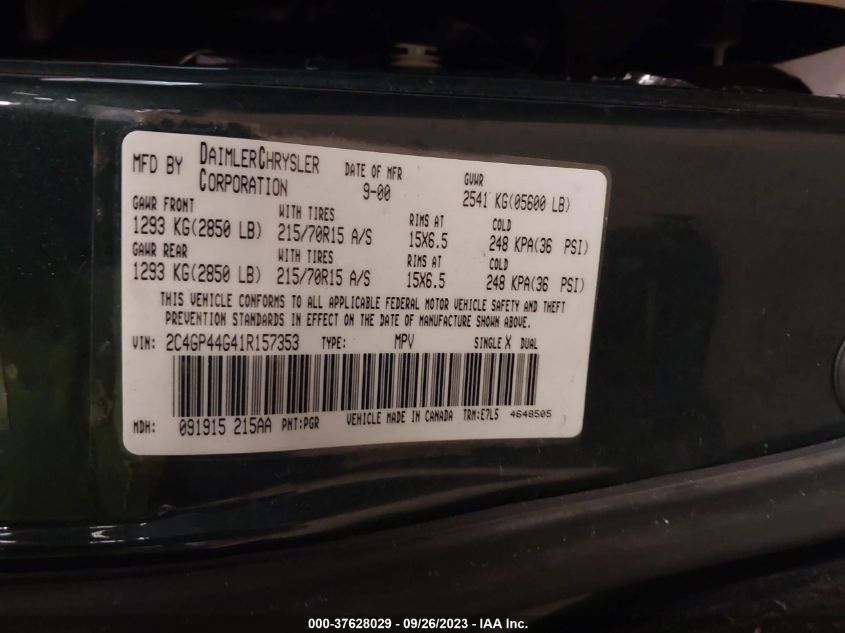 MFD BY DAIMLERCHRYSLER CORPORATION DATE OF MFR 9-00 GVWR 2541 KG(05600 LB)
GAWR FRONT WITH TIRES RIMS AT COLD
1293 KG(2850 LB) 215/70R15 A/S 15X6.5 248 KPA(36 PSI)
GAWR REAR WITH TIRES RIMS AT COLD
1293 KG(2850 LB) 215/70R15 A/S 15X6.5 248 KPA(36 PSI)
THIS VEHICLE CONFORMS TO ALL APPLICABLE FEDERAL MOTOR VEHICLE SAFETY AND THEFT
PREVENTION STANDARDS IN EFFECT ON THE DATE OF MANUFACTURE SHOWN ABOVE.
VIN: 2C4GP44G41R157353 TYPE: MPV SINGLE X DUAL
MDH: 091915 215AA PNT:PGR VEHICLE MADE IN CANADA TRM:E7L5 4648505
000-37628029 - 09/26/2023 - IAA Inc.